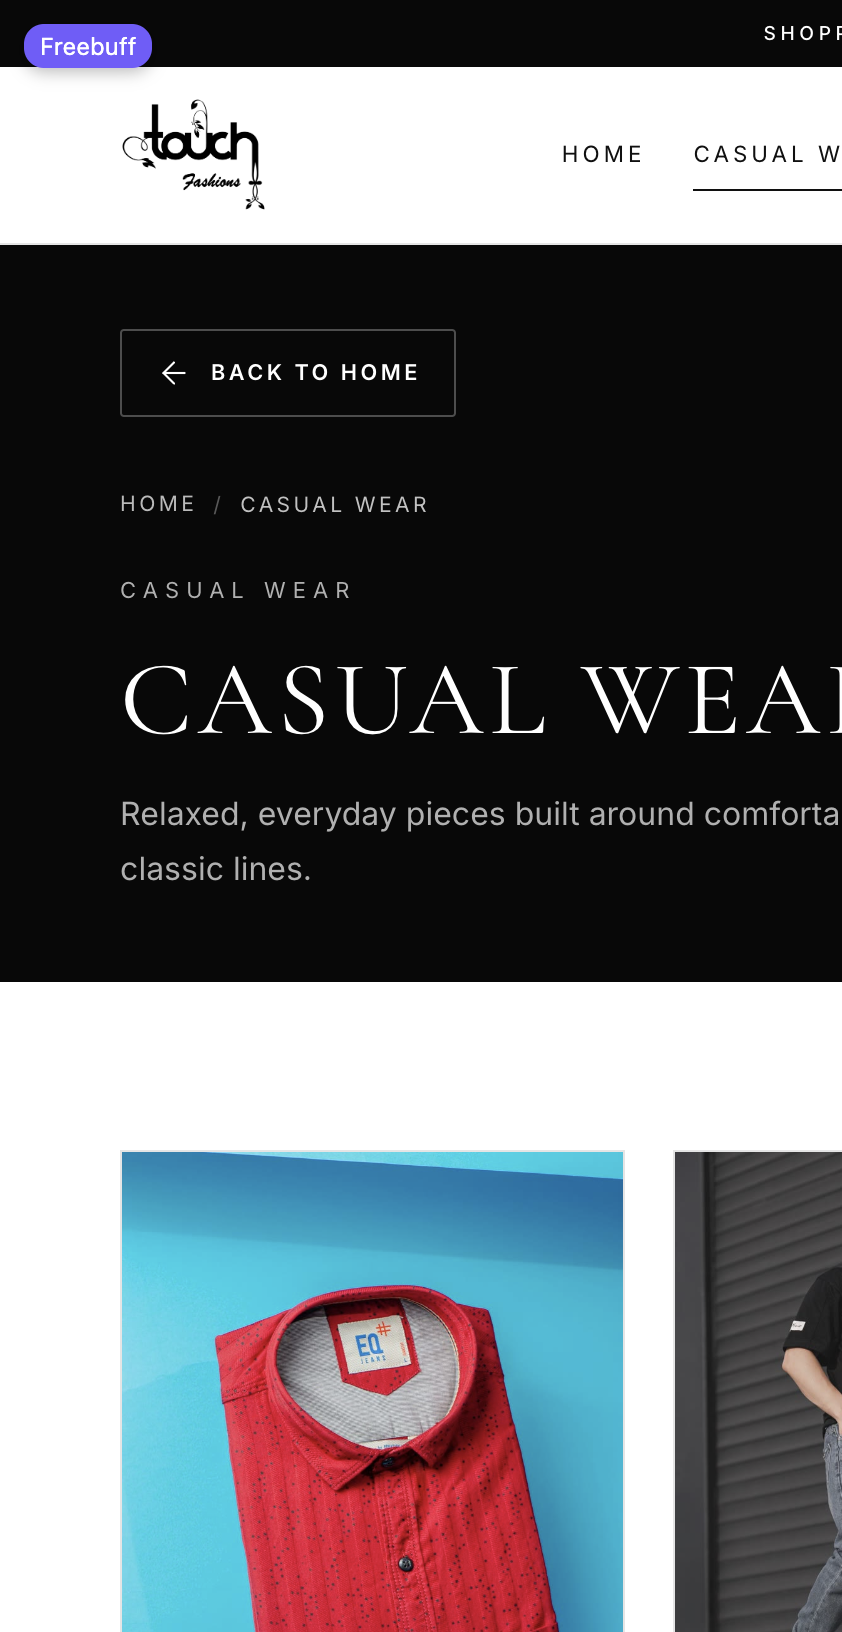 SHOPP
Freebuff
touch
Fashions
HOME
CASUAL W
BACK TO HOME
HOME / CASUAL WEAR
CASUAL WEAR
CASUAL WEA
Relaxed, everyday pieces built around comforta
classic lines.
EQ#
JEANS